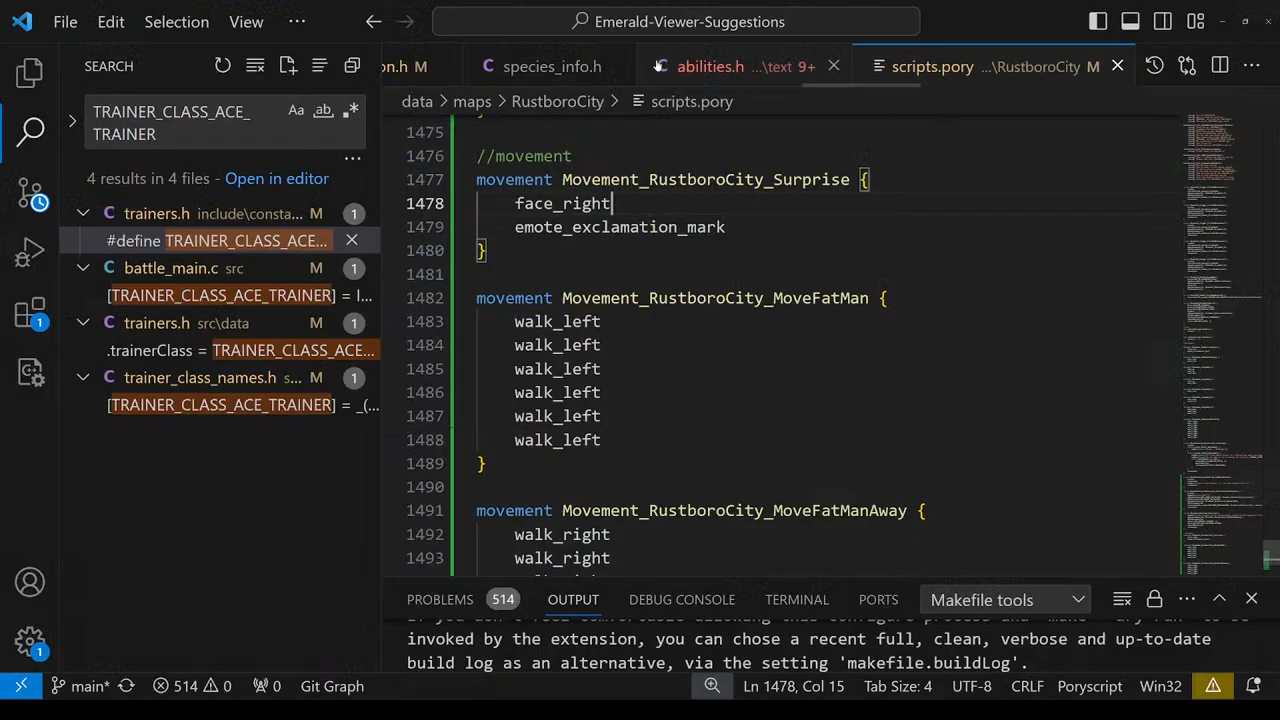 File Edit Selection View ··· Emerald-Viewer-Suggestions
SEARCH
TRAINER_CLASS_ACE_
TRAINER
Aa ab .*
4 results in 4 files - Open in editor
trainers.h include\consta... M 1
#define TRAINER_CLASS_ACE...
battle_main.c src 1
[TRAINER_CLASS_ACE_TRAINER] = I...
trainers.h src\data 1
.trainerClass = TRAINER_CLASS_ACE...
trainer_class_names.h s... M 1
[TRAINER_CLASS_ACE_TRAINER] = _(...
on.h M C species_info.h C abilities.h ...\text 9+ scripts.pory ...\RustboroCity M
data > maps > RustboroCity > scripts.pory
1475 }
1476 //movement
1477 movement Movement_RustboroCity_Surprise {
1478 ace_right
1479 mote_exclamation_mark
1480 }
1481
1482 movement Movement_RustboroCity_MoveFatMan {
1483 walk_left
1484 walk_left
1485 walk_left
1486 walk_left
1487 walk_left
1488 walk_left
1489 }
1490
1491 movement Movement_RustboroCity_MoveFatManAway {
1492 walk_right
1493 walk_right
PROBLEMS 514 OUTPUT DEBUG CONSOLE TERMINAL PORTS Makefile tools
invoked by the extension, you can chose a recent full, clean, verbose and up-to-date
build log as an alternative, via the setting 'makefile.buildLog'.
main* 514 0 0 Git Graph Ln 1478, Col 15 Tab Size: 4 UTF-8 CRLF Poryscript Win32